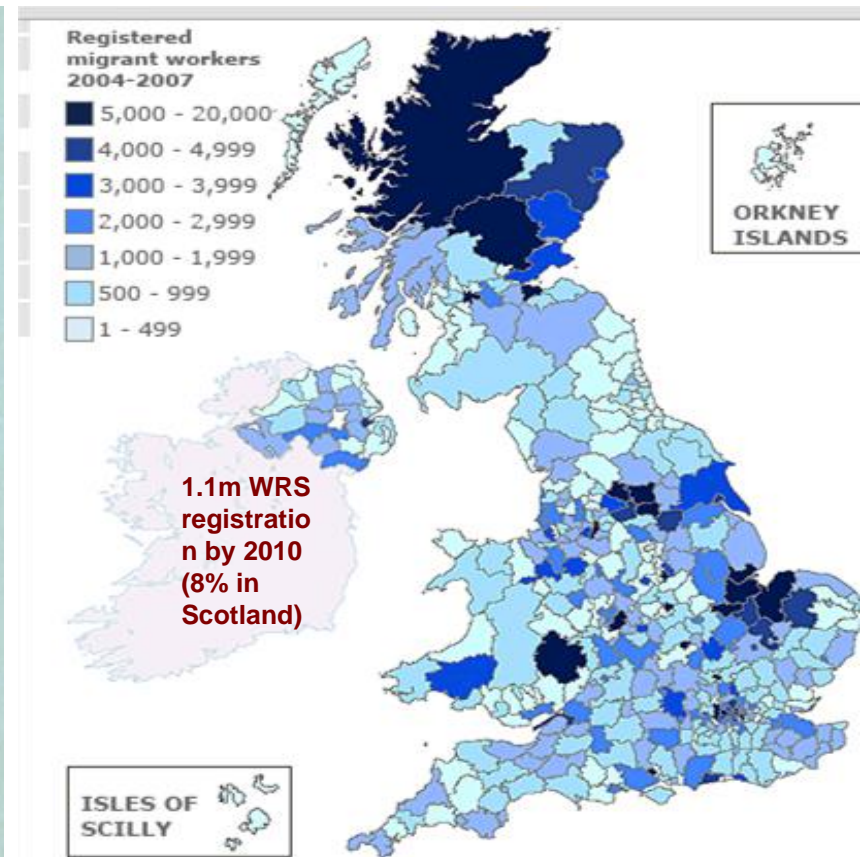 Registered
migrant workers
2004-2007
5,000 - 20,000
4,000 - 4,999
3,000 - 3,999
2,000 - 2,999
1,000 - 1,999
500 - 999
1 - 499
ORKNEY
ISLANDS
1.1m WRS
registratio
n by 2010
(8% in
Scotland)
ISLES OF
SCILLY